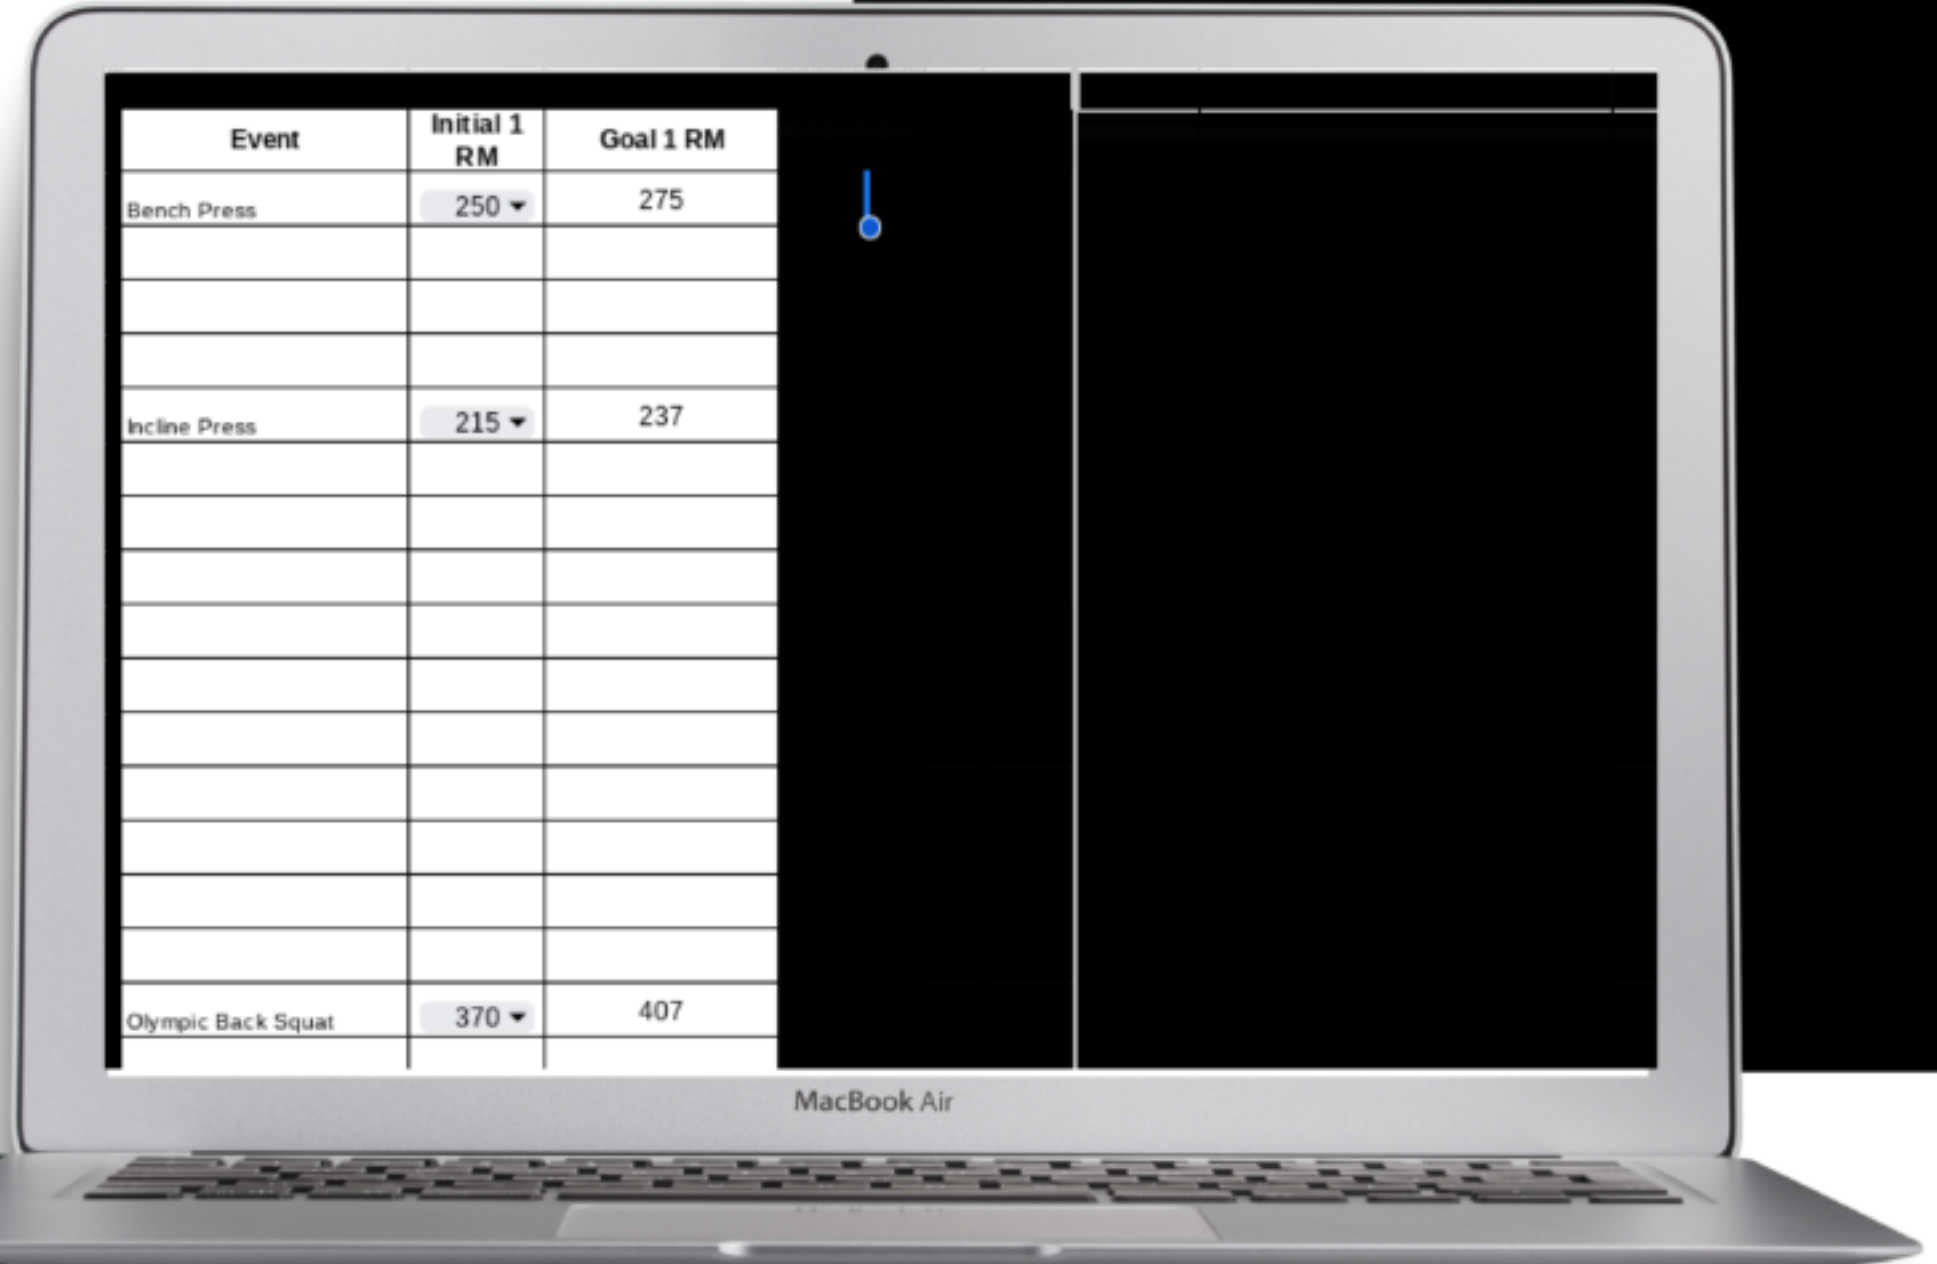 Event Initial 1 RM Goal 1 RM
Bench Press 250 275
Incline Press 215 237
Olympic Back Squat 370 407
MacBook Air